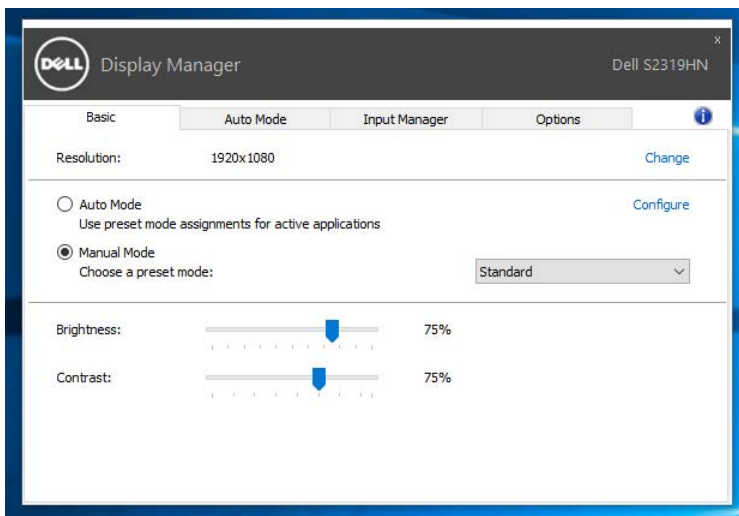 DELL Display Manager Dell S2319HN x
Basic Auto Mode Input Manager Options i
Resolution: 1920x1080 Change
Auto Mode Configure
Use preset mode assignments for active applications
Manual Mode
Choose a preset mode: Standard
Brightness: 75%
Contrast: 75%